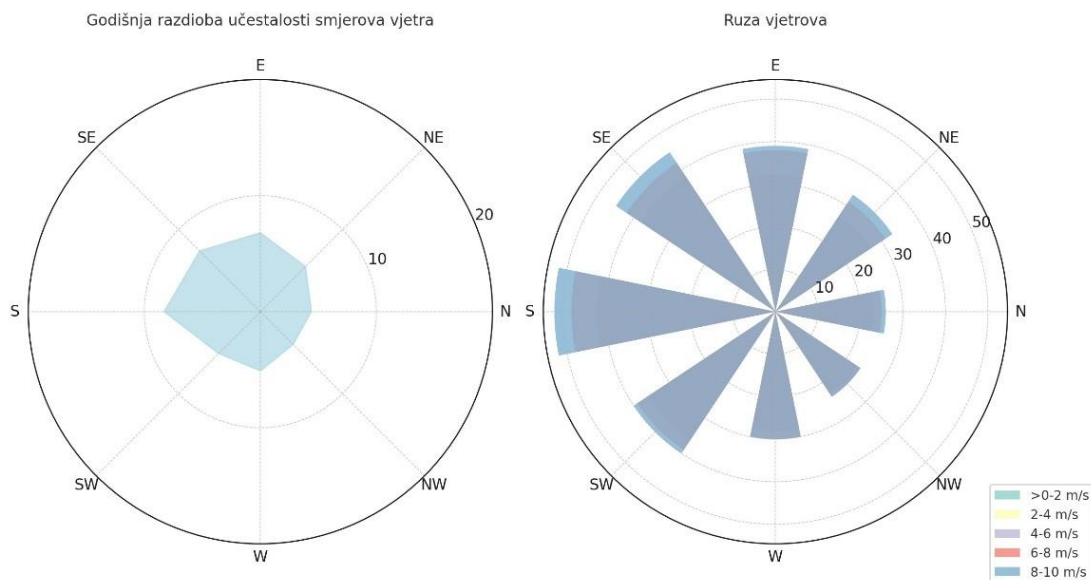 Godišnja razdioba učestalosti smjerova vjetra
E
NE
N
NW
W
SW
S
SE
10
20
Ruza vjetrova
E
NE
N
NW
W
SW
S
SE
10
20
30
40
50
>0-2 m/s
2-4 m/s
4-6 m/s
6-8 m/s
8-10 m/s